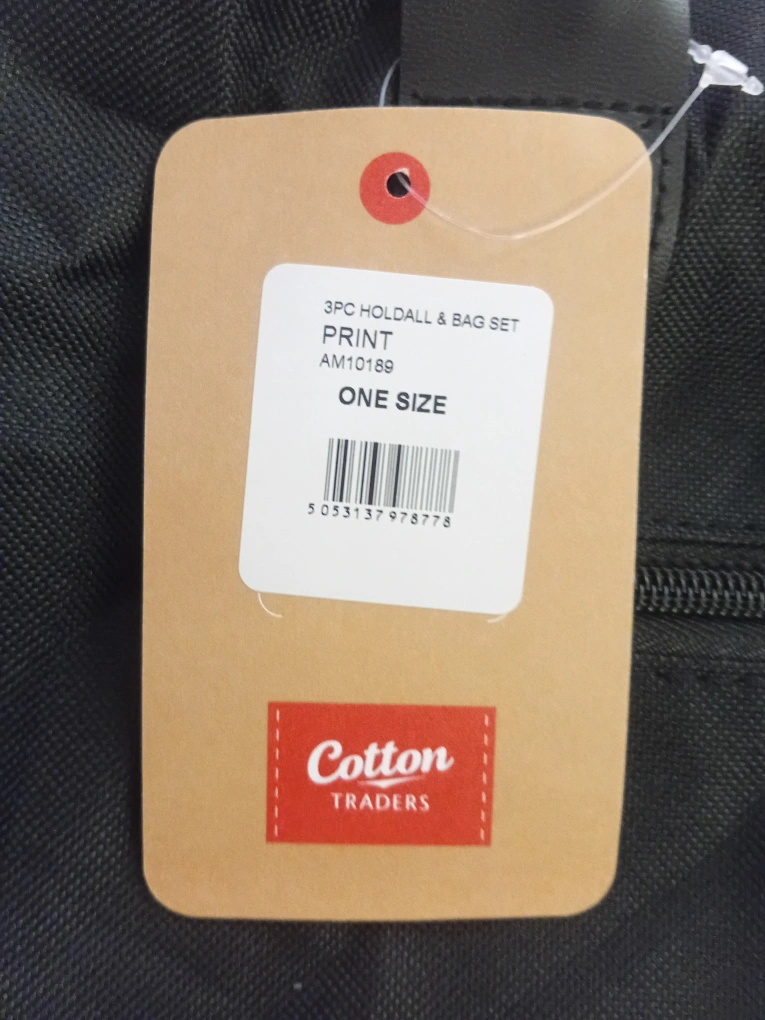 3PC HOLDALL & BAG SET
PRINT
AM10189
ONE SIZE
5 053137 978778
Cotton
TRADERS